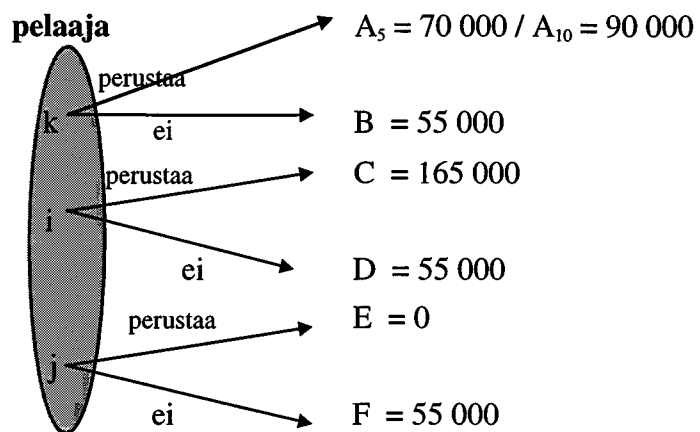 pelaaja
A₅ = 70 000 / A₁₀ = 90 000
perustaa
k
ei
B = 55 000
perustaa
C = 165 000
i
ei
D = 55 000
perustaa
E = 0
j
ei
F = 55 000